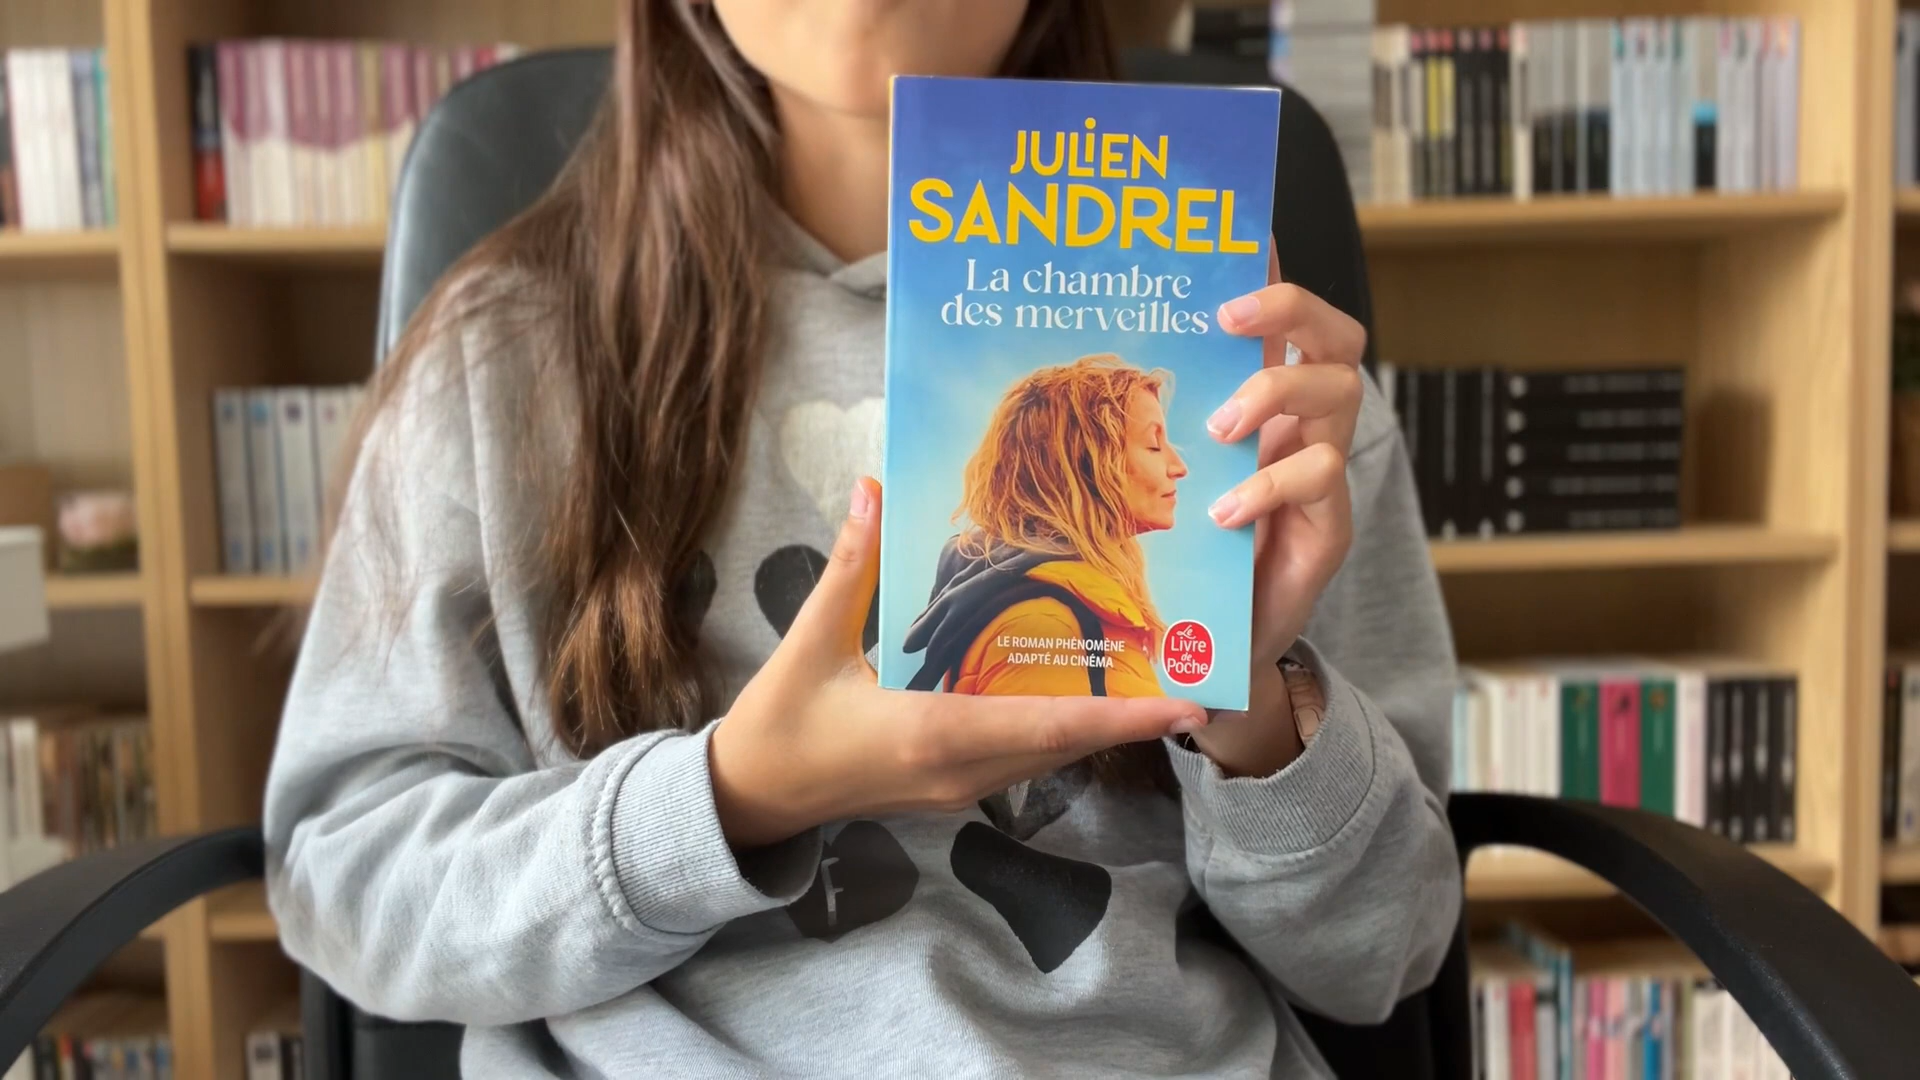 JULiEN
SANDREL
La chambre
des merveilles
LE ROMAN PHÉNOMÈNE
ADAPTÉ AU CINÉMA
Le
Livre
de
Poche
F